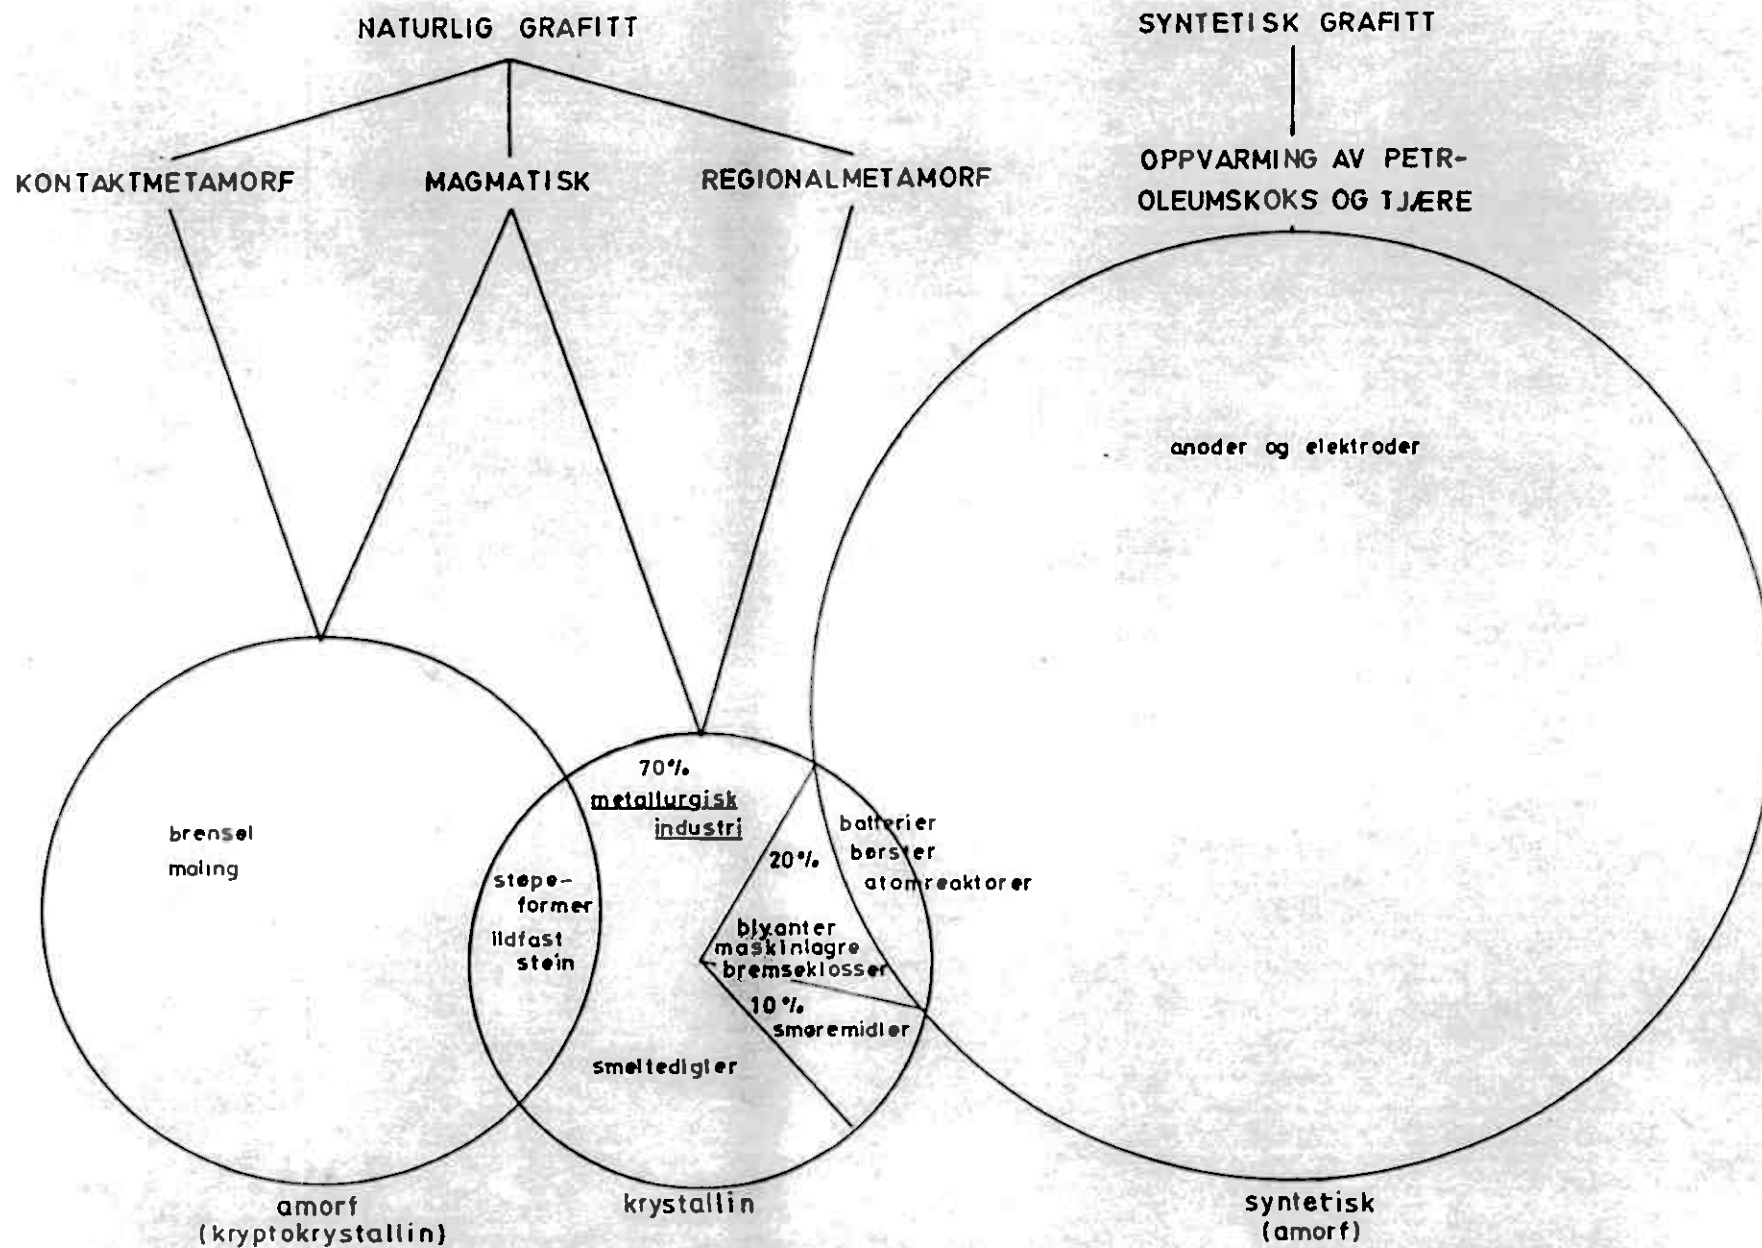 NATURLIG GRAFITT
SYNTETISK GRAFITT
KONTAKTMETAMORF
MAGMATISK
REGIONALMETAMORF
OPPVARMING AV PETR-
OLEUMSKOKS OG TJÆRE
anoder og elektroder
70%
metallurgisk
industri
brensel
maling
støpe-
former
ildfast
stein
20%
batterier
børster
atomreaktorer
blyanter
maskinlagre
bremseklosser
10%
smøremidler
smeltedigler
amorf
(kryptokrystallin)
krystallin
syntetisk
(amorf)